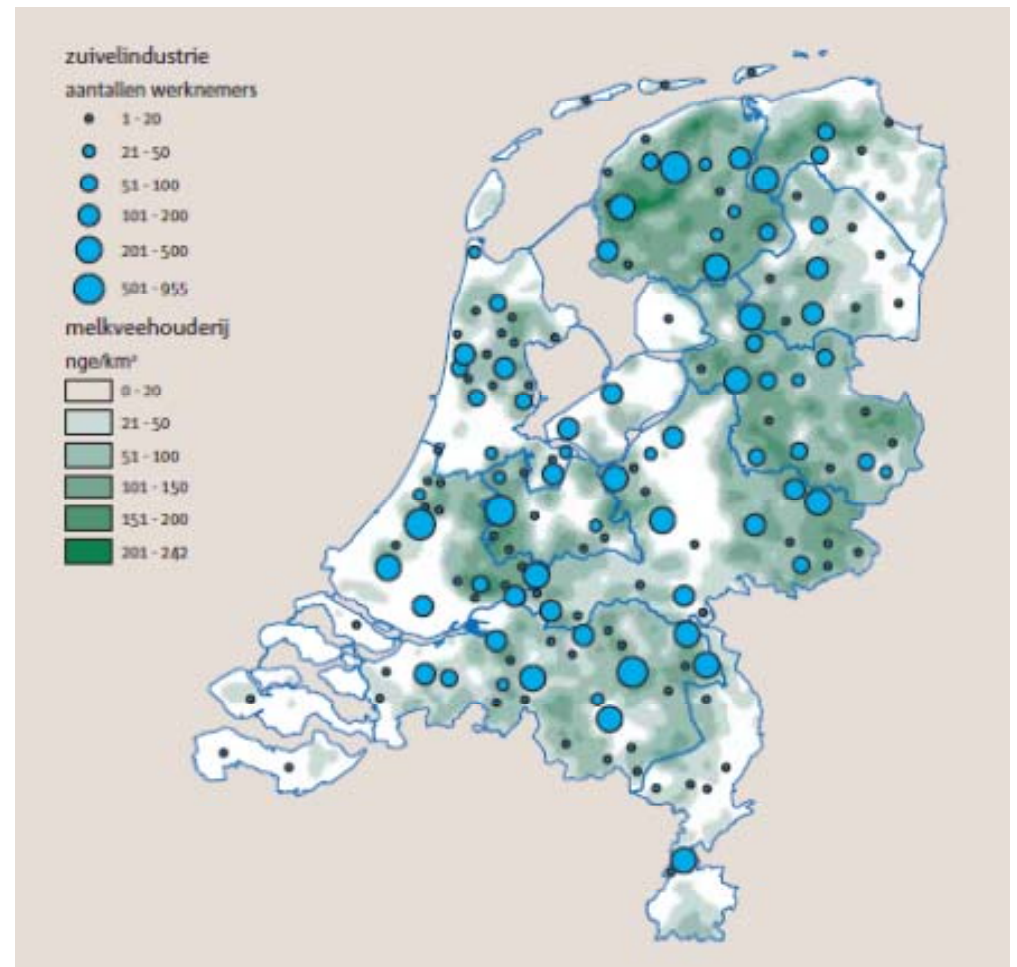 zuivelindustrie
aantallen werknemers
1 - 20
21 - 50
51 - 100
101 - 200
201 - 500
501 - 955
melkveehouderij
nge/km²
0 - 20
21 - 50
51 - 100
101 - 150
151 - 200
201 - 242